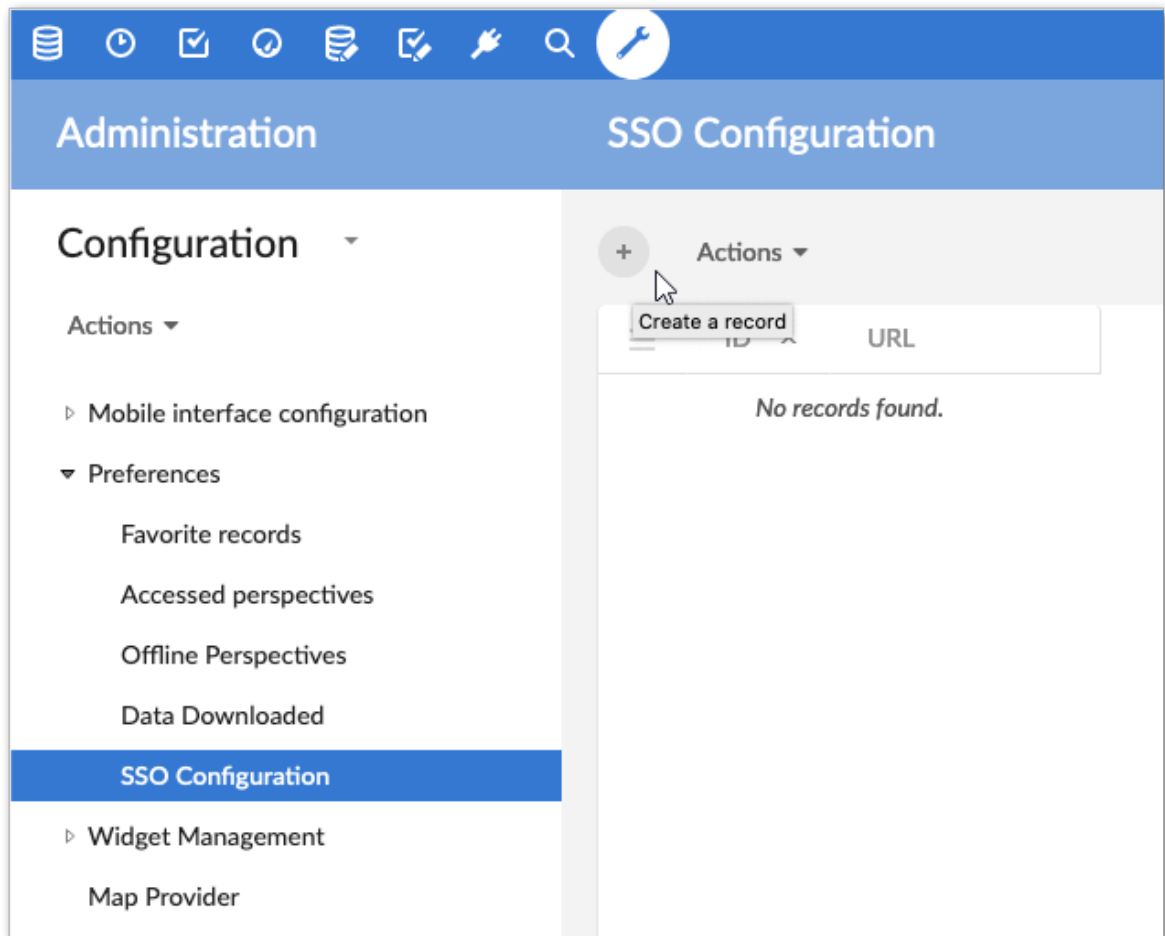 Administration
SSO Configuration
Configuration
Actions
Mobile interface configuration
Preferences
Favorite records
Accessed perspectives
Offline Perspectives
Data Downloaded
SSO Configuration
Widget Management
Map Provider
+ Actions
Create a record
ID URL
No records found.